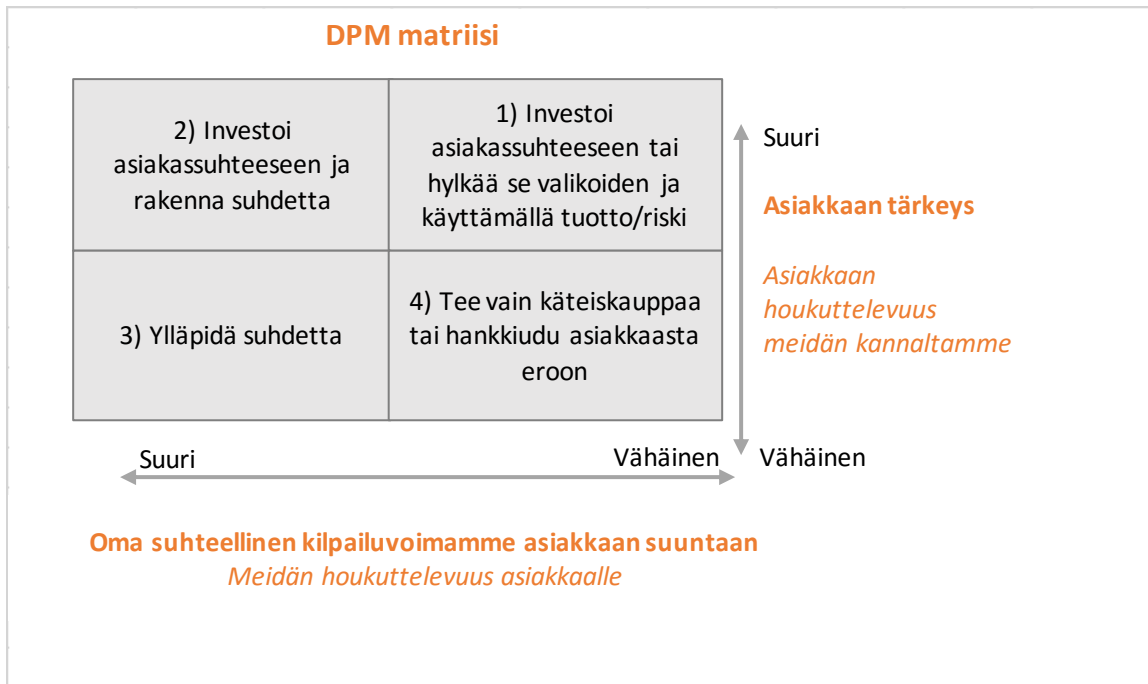 DPM matriisi
2) Investoi
asiakassuhteeseen ja
rakenna suhdetta
1) Investoi
asiakassuhteeseen tai
hylkää se valikoiden ja
käyttämällä tuotto/riski
3) Ylläpidä suhdetta
4) Tee vain käteiskauppaa
tai hankkiudu asiakkaasta
eroon
Suuri
Asiakkaan tärkeys
Asiakkaan
houkuttelevuus
meidän kannaltamme
Vähäinen
Suuri
Vähäinen
Oma suhteellinen kilpailuvoimamme asiakkaan suuntaan
Meidän houkuttelevuus asiakkaalle